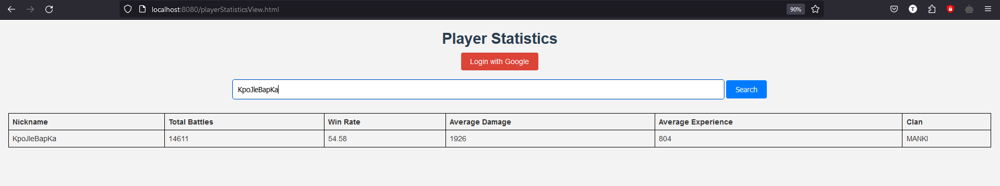 localhost:8080/playerStatisticsView.html 90% T
Player Statistics
Login with Google
KpoJleBapKa Search
Nickname Total Battles Win Rate Average Damage Average Experience Clan
KpoJleBapKa 14611 54.58 1926 804 MANKI